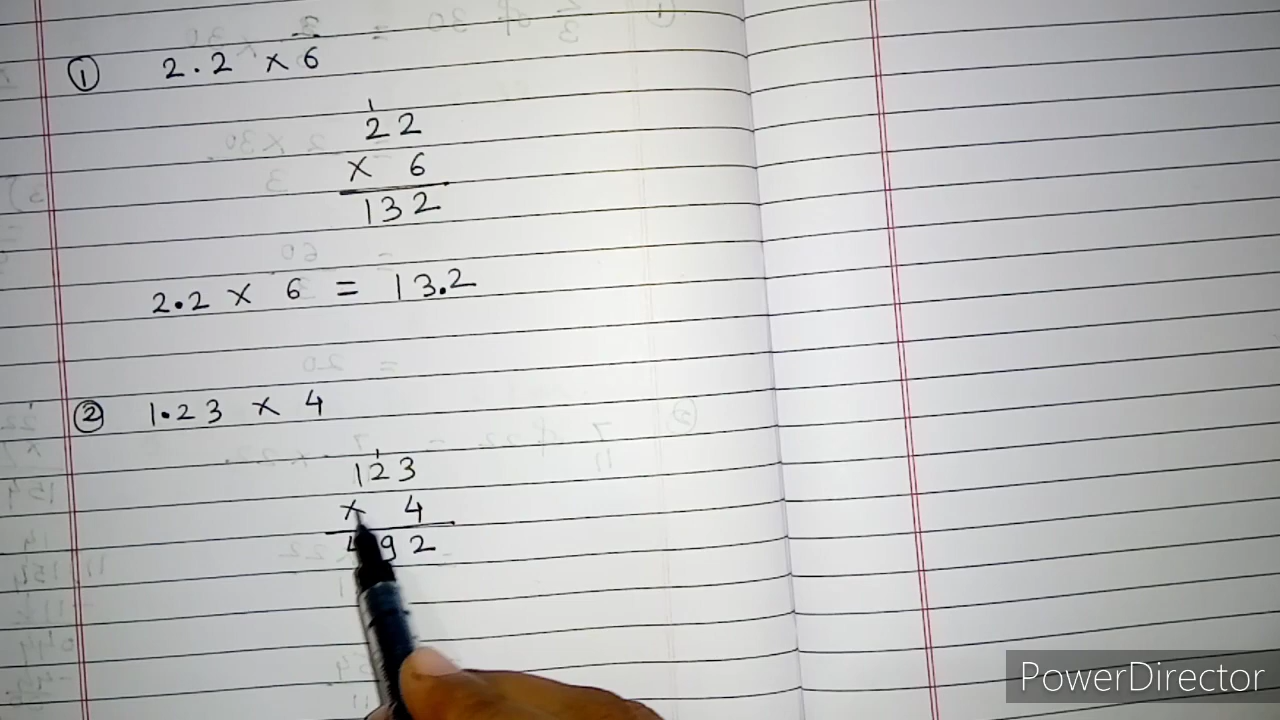 ① 2.2 × 6
1
22
× 6
132
2.2 × 6 = 13.2
② 1.23 × 4
1
123
× 4
492
PowerDirector